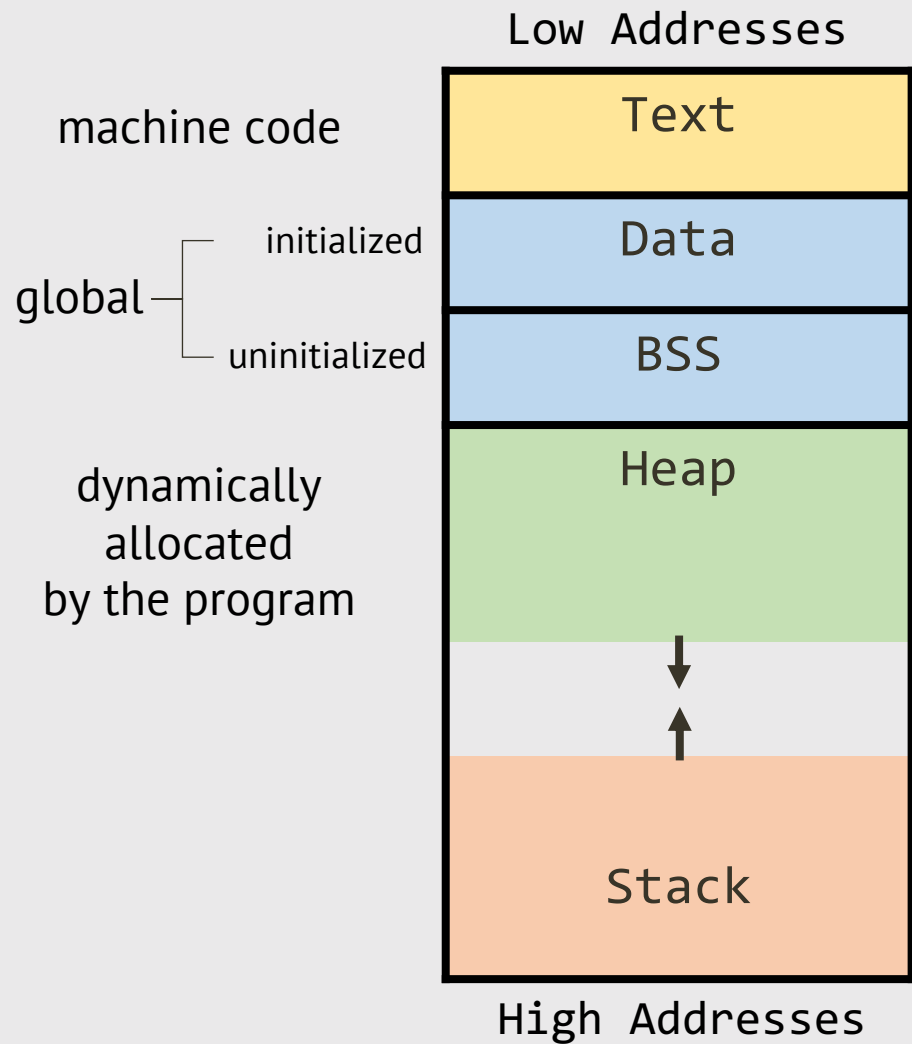 Low Addresses
machine code
Text
initialized
Data
global
uninitialized
BSS
Heap
dynamically
allocated
by the program
Stack
High Addresses